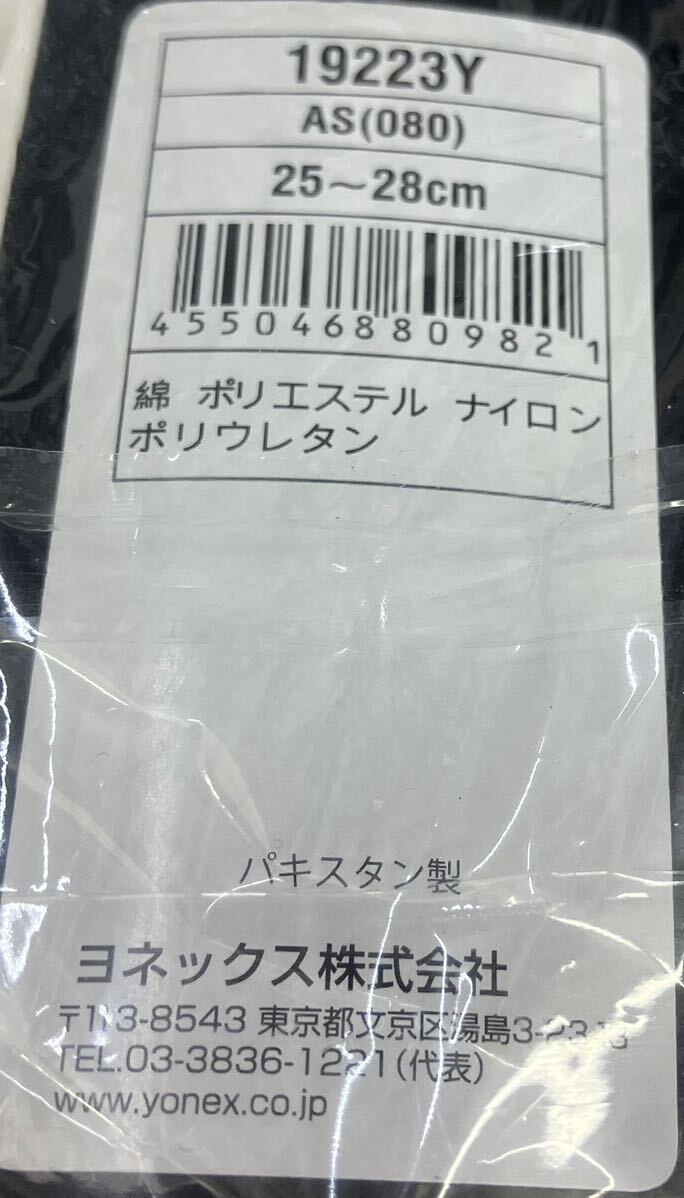 19223Y
AS(080)
25～28cm
4550468809821
綿 ポリエステル ナイロン
ポリウレタン
パキスタン製
ヨネックス株式会社
〒113-8543 東京都文京区湯島3-23-13
TEL.03-3836-1221(代表)
www.yonex.co.jp